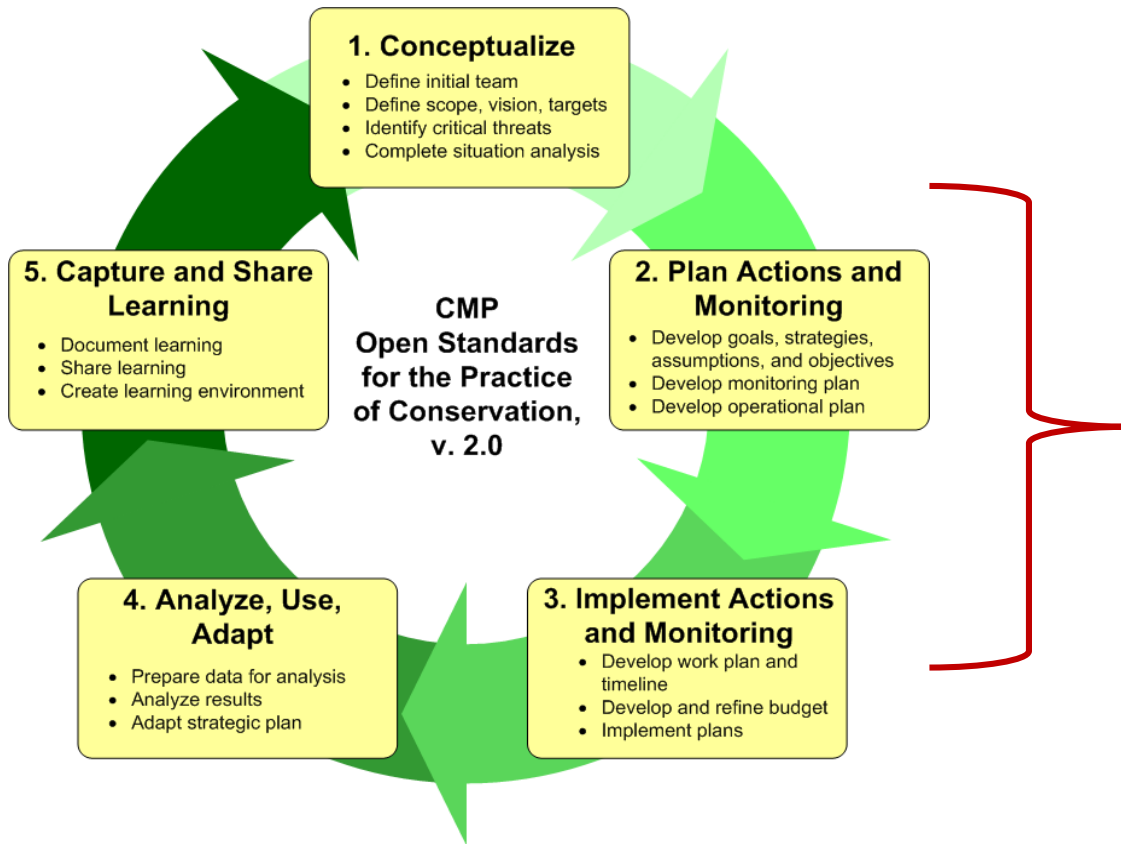 1. Conceptualize
• Define initial team
• Define scope, vision, targets
• Identify critical threats
• Complete situation analysis
2. Plan Actions and
Monitoring
• Develop goals, strategies,
assumptions, and objectives
• Develop monitoring plan
• Develop operational plan
3. Implement Actions
and Monitoring
• Develop work plan and
timeline
• Develop and refine budget
• Implement plans
4. Analyze, Use,
Adapt
• Prepare data for analysis
• Analyze results
• Adapt strategic plan
5. Capture and Share
Learning
• Document learning
• Share learning
• Create learning environment
CMP
Open Standards
for the Practice
of Conservation,
v. 2.0